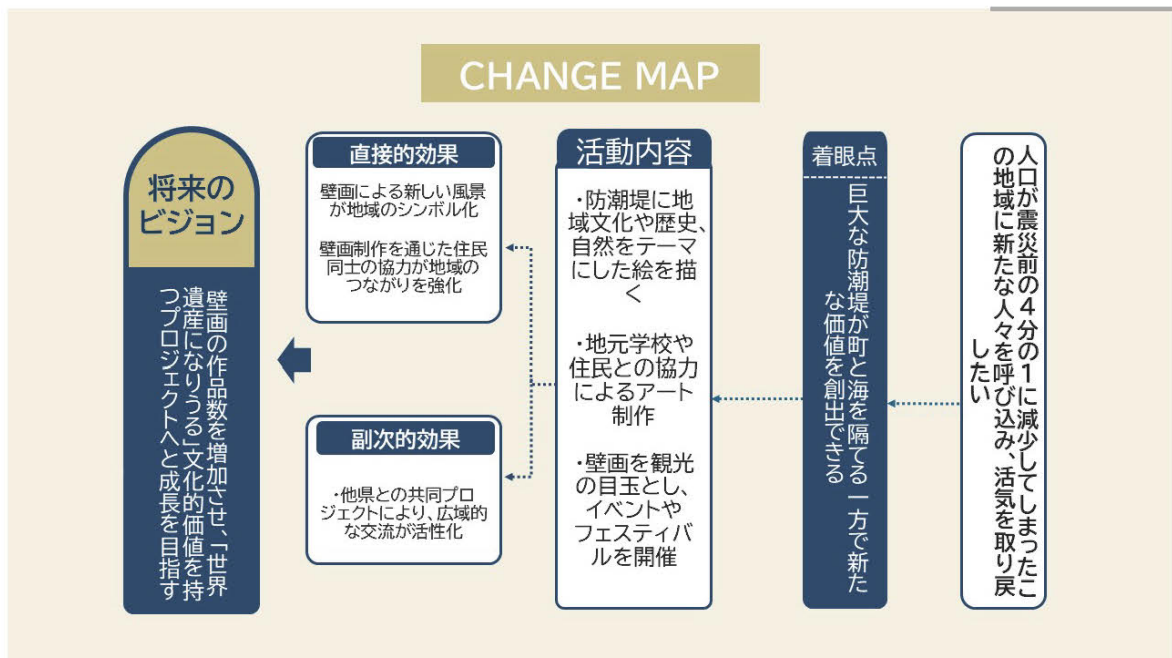 CHANGE MAP
人口が震災前の4分の1に減少してしまったこ
の地域に新たな人々を呼び込み、活気を取り戻
したい
着眼点
巨大な防潮堤が町と海を隔てる一方で新た
な価値を創出できる
活動内容
・防潮堤に地
域文化や歴史、
自然をテーマ
にした絵を描
く
・地元学校や
住民との協力
によるアート
制作
・壁画を観光
の目玉とし、
イベントや
フェスティバ
ルを開催
直接的効果
壁画による新しい風景
が地域のシンボル化
壁画制作を通じた住民
同士の協力が地域の
つながりを強化
副次的効果
・他県との共同プロ
ジェクトにより、広域的
な交流が活性化
将来の
ビジョン
壁画の作品数を増加させ、「世界
遺産になりうる」文化的価値を持
つプロジェクトへと成長を目指す